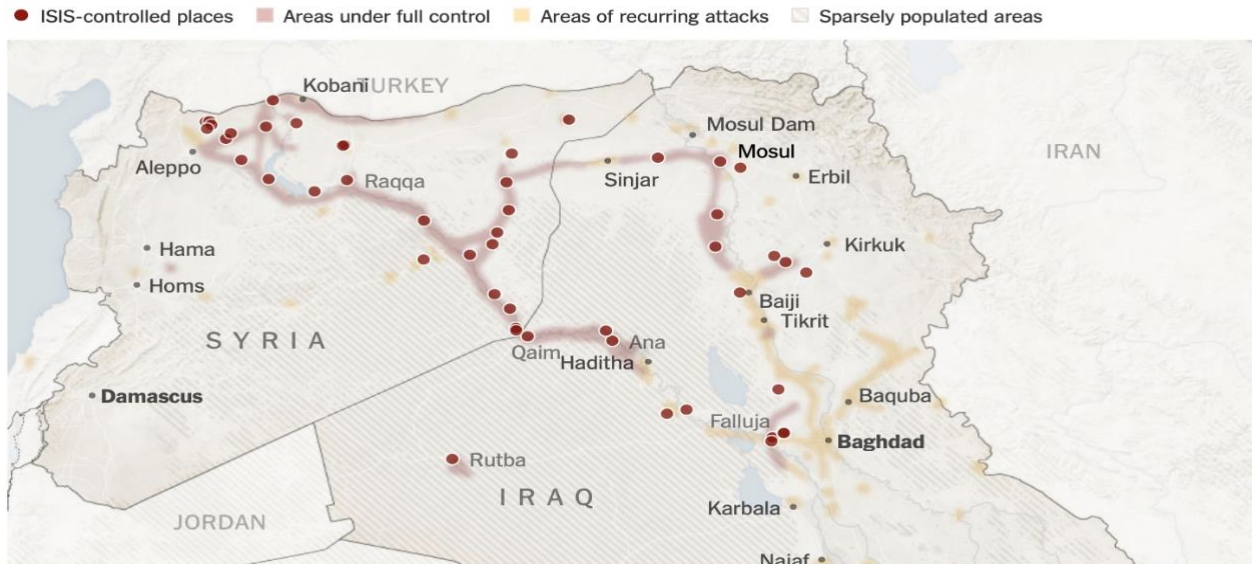 ISIS-controlled places
Areas under full control
Areas of recurring attacks
Sparsely populated areas
Kobani
TURKEY
Mosul Dam
Mosul
IRAN
Aleppo
Raqqa
Sinjar
Erbil
Hama
Kirkuk
Homs
Baiji
SYRIA
Tikrit
Qaim
Ana
Haditha
Damascus
Baquba
Falluja
Baghdad
Rutba
IRAQ
Karbala
JORDAN
Najaf